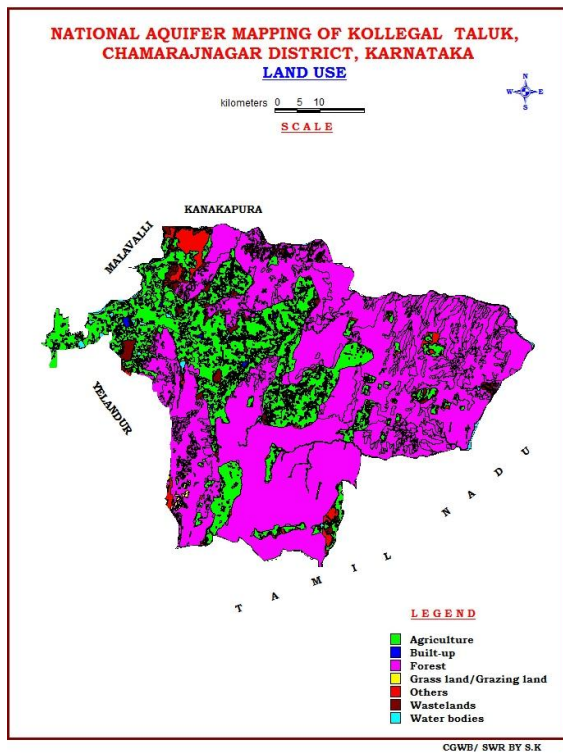 NATIONAL AQUIFER MAPPING OF KOLLEGAL TALUK,
CHAMARAJNAGAR DISTRICT, KARNATAKA
LAND USE
N
W E
S
kilometers 0 5 10
SCALE
KANAKAPURA
MALAVALLI
YELANDUR
TAMIL NADU
LEGEND
Agriculture
Built-up
Forest
Grass land/Grazing land
Others
Wastelands
Water bodies
CGWB/ SWR BY S.K